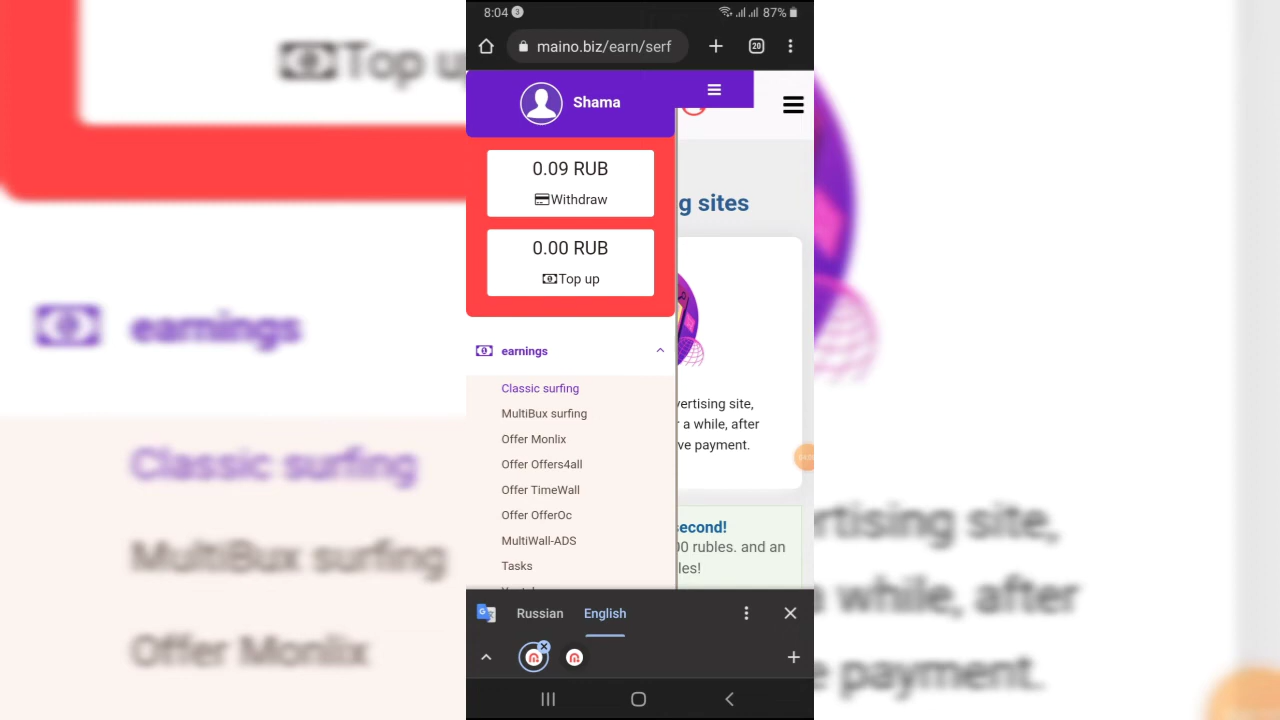 8:04 3 87%
maino.biz/earn/serf 20
Shama
0.09 RUB
Withdraw
g sites
0.00 RUB
Top up
earnings
Classic surfing
vertising site,
MultiBux surfing
a while, after
Offer Monlix
ve payment.
Offer Offers4all
Offer TimeWall
Offer OfferOc
second!
MultiWall-ADS
00 rubles. and an
Tasks
les!
Russian English
Top up
earnings
Classic surfing
MultiBux surfing
Offer Monlix
rtising site,
while, after
payment.